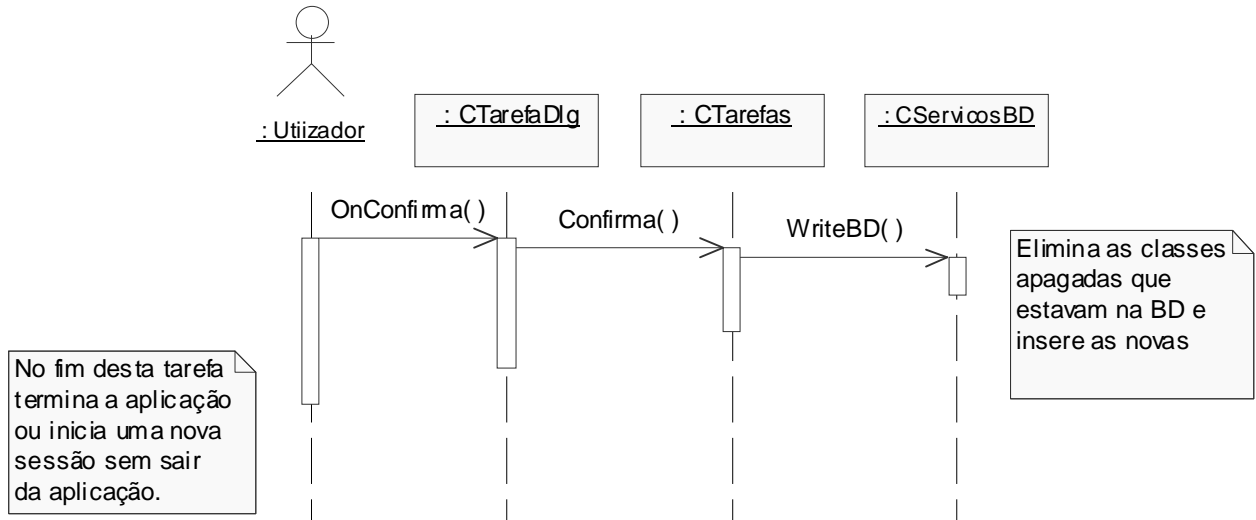 : Utiizador
: CTarefaDlg
: CTarefas
: CServicosBD
OnConfirma( )
Confirma( )
WriteBD( )
Elimina as classes
apagadas que
estavam na BD e
insere as novas
No fim desta tarefa
termina a aplicação
ou inicia uma nova
sessão sem sair
da aplicação.